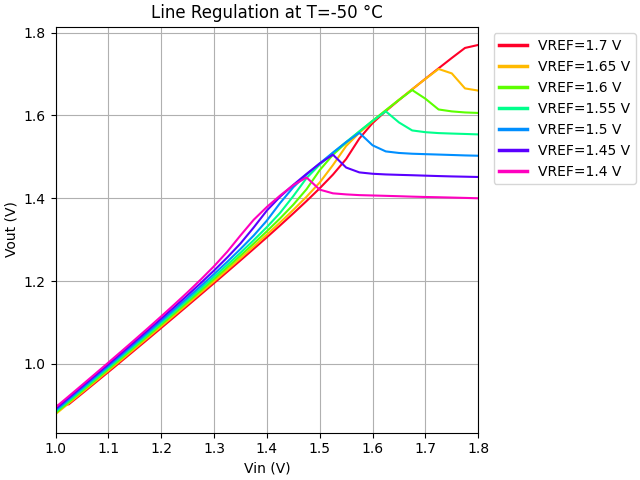 Line Regulation at T=-50 °C
Vout (V)
1.8
1.6
1.4
1.2
1.0
1.0 1.1 1.2 1.3 1.4 1.5 1.6 1.7 1.8
Vin (V)
VREF=1.7 V
VREF=1.65 V
VREF=1.6 V
VREF=1.55 V
VREF=1.5 V
VREF=1.45 V
VREF=1.4 V